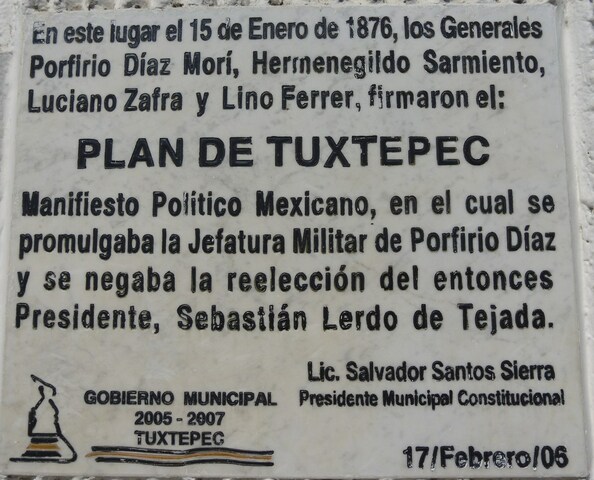 En este lugar el 15 de Enero de 1876, los Generales
Porfirio Díaz Morí, Hermenegildo Sarmiento,
Luciano Zafra y Lino Ferrer, firmaron el:
PLAN DE TUXTEPEC
Manifiesto Político Mexicano, en el cual se
promulgaba la Jefatura Militar de Porfirio Díaz
y se negaba la reelección del entonces
Presidente, Sebastián Lerdo de Tejada.
Lic. Salvador Santos Sierra
Presidente Municipal Constitucional
GOBIERNO MUNICIPAL
2005 - 2007
TUXTEPEC
17/Febrero/06